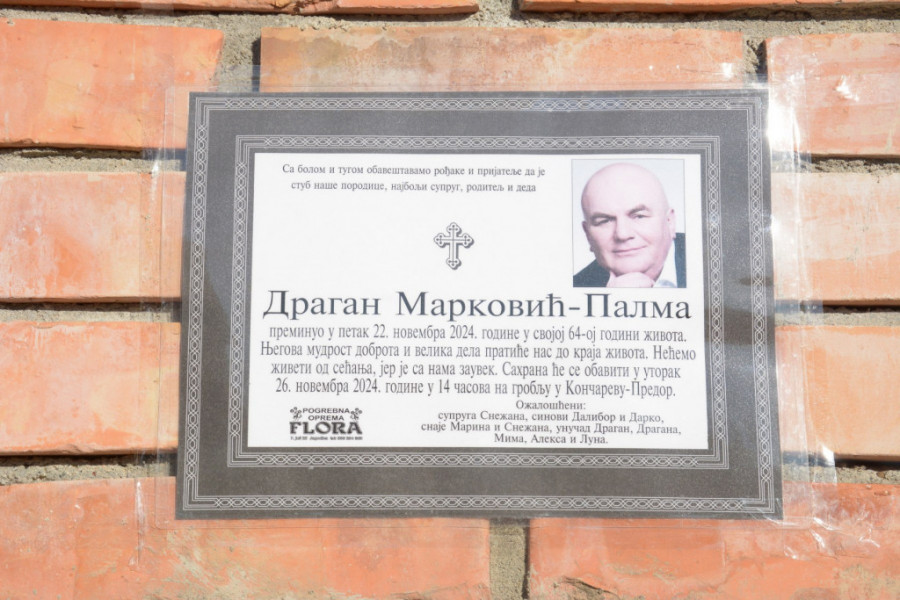 Са болом и тугом обавештавамо рођаке и пријатеље да је
стуб наше породице, најбољи супруг, родитељ и деда
Драган Марковић-Палма
преминуо у петак 22. новембра 2024. године у својој 64-ој години живота.
Његова мудрост доброта и велика дела пратиће нас до краја живота. Нећемо
живети од сећања, јер је са нама заувек. Сахрана ће се обавити у уторак
26. новембра 2024. године у 14 часова на гробљу у Кончареву-Предор.
Ожалошћени:
супруга Снежана, синови Далибор и Дарко,
снаје Марина и Снежана, унучад Драган, Драгана,
Мима, Алекса и Луна.
POGREBNA
OPREMA
FLORA